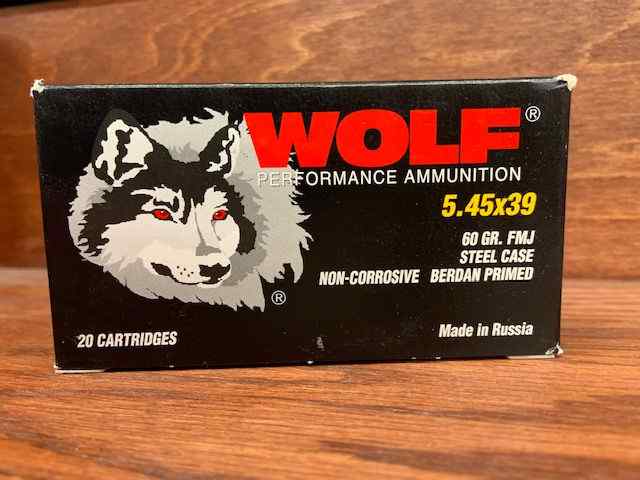 WOLF®
PERFORMANCE AMMUNITION
5.45x39
60 GR. FMJ
STEEL CASE
NON-CORROSIVE BERDAN PRIMED
®
20 CARTRIDGES
Made in Russia